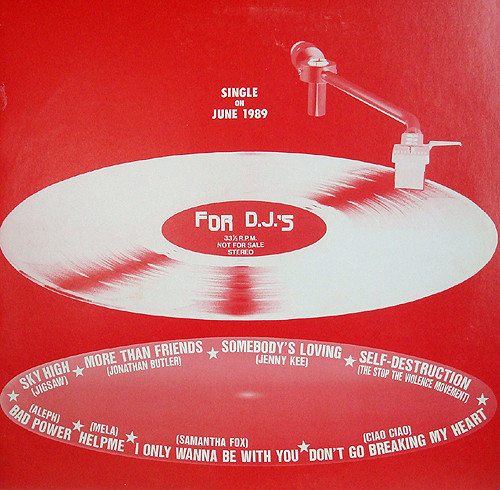 SINGLE
ON
JUNE 1989
FOR D.J.'S
33⅓ R.P.M.
NOT FOR SALE
STEREO
SKY HIGH ★ MORE THAN FRIENDS ★ SOMEBODY'S LOVING ★ SELF-DESTRUCTION
(JIGSAW) (JONATHAN BUTLER) (JENNY KEE) (THE STOP THE VIOLENCE MOVEMENT)
(ALEPH) (MELA) (SAMANTHA FOX) (CIAO CIAO)
BAD POWER ★ HELPME ★ I ONLY WANNA BE WITH YOU ★ DON'T GO BREAKING MY HEART